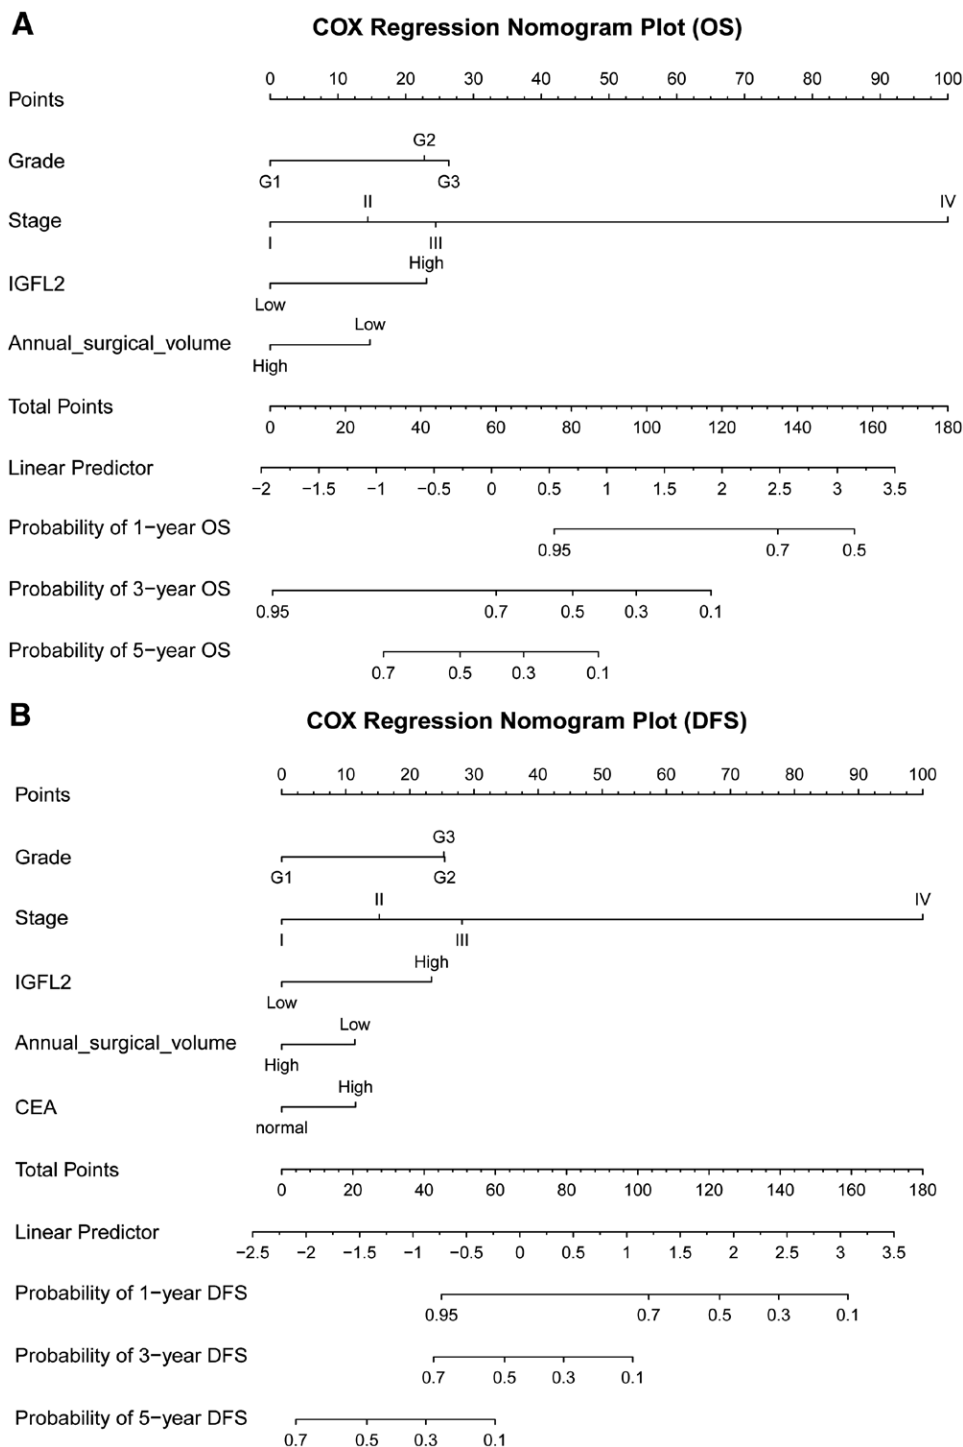 A
COX Regression Nomogram Plot (OS)
0 10 20 30 40 50 60 70 80 90 100
Points
G2
Grade
G1 G3
II IV
Stage
I III
High
IGFL2
Low
Low
Annual_surgical_volume
High
Total Points
0 20 40 60 80 100 120 140 160 180
Linear Predictor
−2 −1.5 −1 −0.5 0 0.5 1 1.5 2 2.5 3 3.5
Probability of 1−year OS
0.95 0.7 0.5
Probability of 3−year OS
0.95 0.7 0.5 0.3 0.1
Probability of 5−year OS
0.7 0.5 0.3 0.1
B
COX Regression Nomogram Plot (DFS)
0 10 20 30 40 50 60 70 80 90 100
Points
G3
Grade
G1 G2
II IV
Stage
I III
High
IGFL2
Low
Low
Annual_surgical_volume
High
High
CEA
normal
Total Points
0 20 40 60 80 100 120 140 160 180
Linear Predictor
−2.5 −2 −1.5 −1 −0.5 0 0.5 1 1.5 2 2.5 3 3.5
Probability of 1−year DFS
0.95 0.7 0.5 0.3 0.1
Probability of 3−year DFS
0.7 0.5 0.3 0.1
Probability of 5−year DFS
0.7 0.5 0.3 0.1